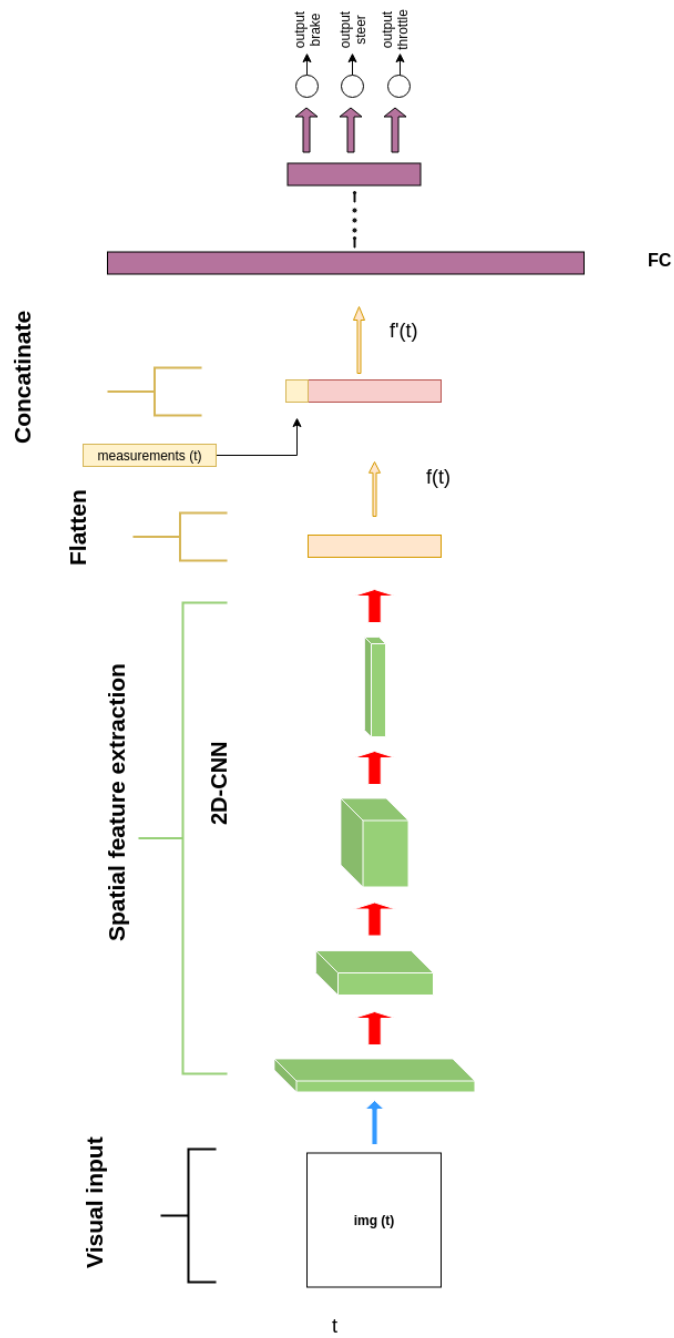 output
brake
output
steer
output
throttle
FC
f'(t)
Concatinate
measurements (t)
f(t)
Flatten
Spatial feature extraction
2D-CNN
Visual input
img (t)
t